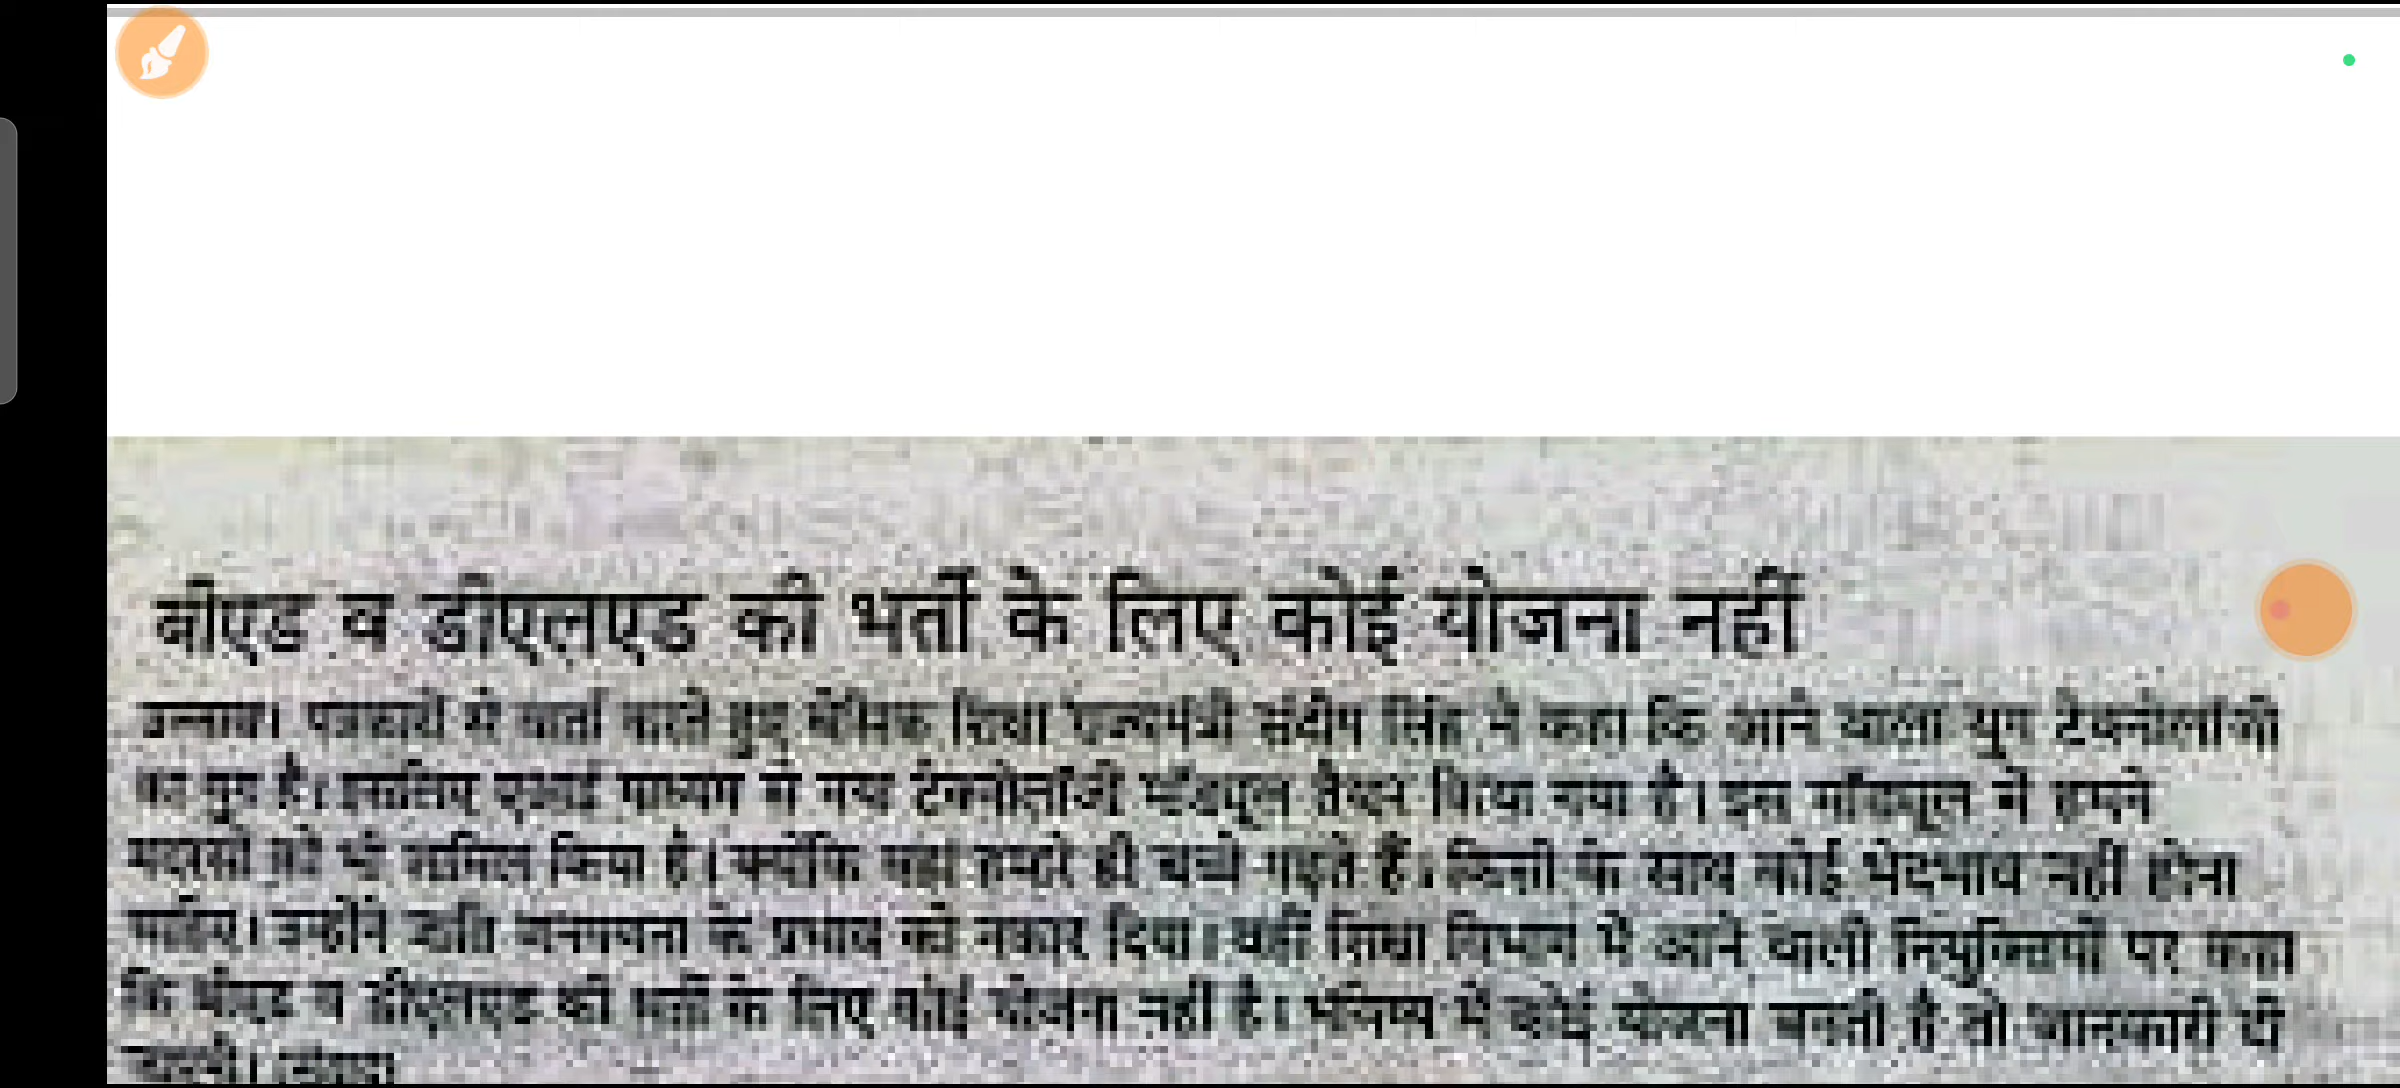 बीएड व डीएलएड की भर्ती के लिए कोई योजना नहीं
उन्नाव। पत्रकारों से वार्ता करते हुए बेसिक शिक्षा राज्यमंत्री संदीप सिंह ने कहा कि आने वाला युग टेक्नोलॉजी
का युग है। इसलिए एआई माध्यम से नया टेक्नोलॉजी मॉड्यूल तैयार किया गया है। इस मॉड्यूल में हमने
मदरसों को भी शामिल किया है। क्योंकि वहां हमारे ही बच्चे पढ़ते हैं। किसी के साथ कोई भेदभाव नहीं होना
चाहिए। उन्होंने जाति जनगणना के प्रभाव को नकार दिया। वहीं शिक्षा विभाग में आने वाली नियुक्तियों पर कहा
कि बीएड व डीएलएड की भर्ती के लिए कोई योजना नहीं है। भविष्य में कोई योजना बनती है तो जानकारी दी
जाएगी। संवाद